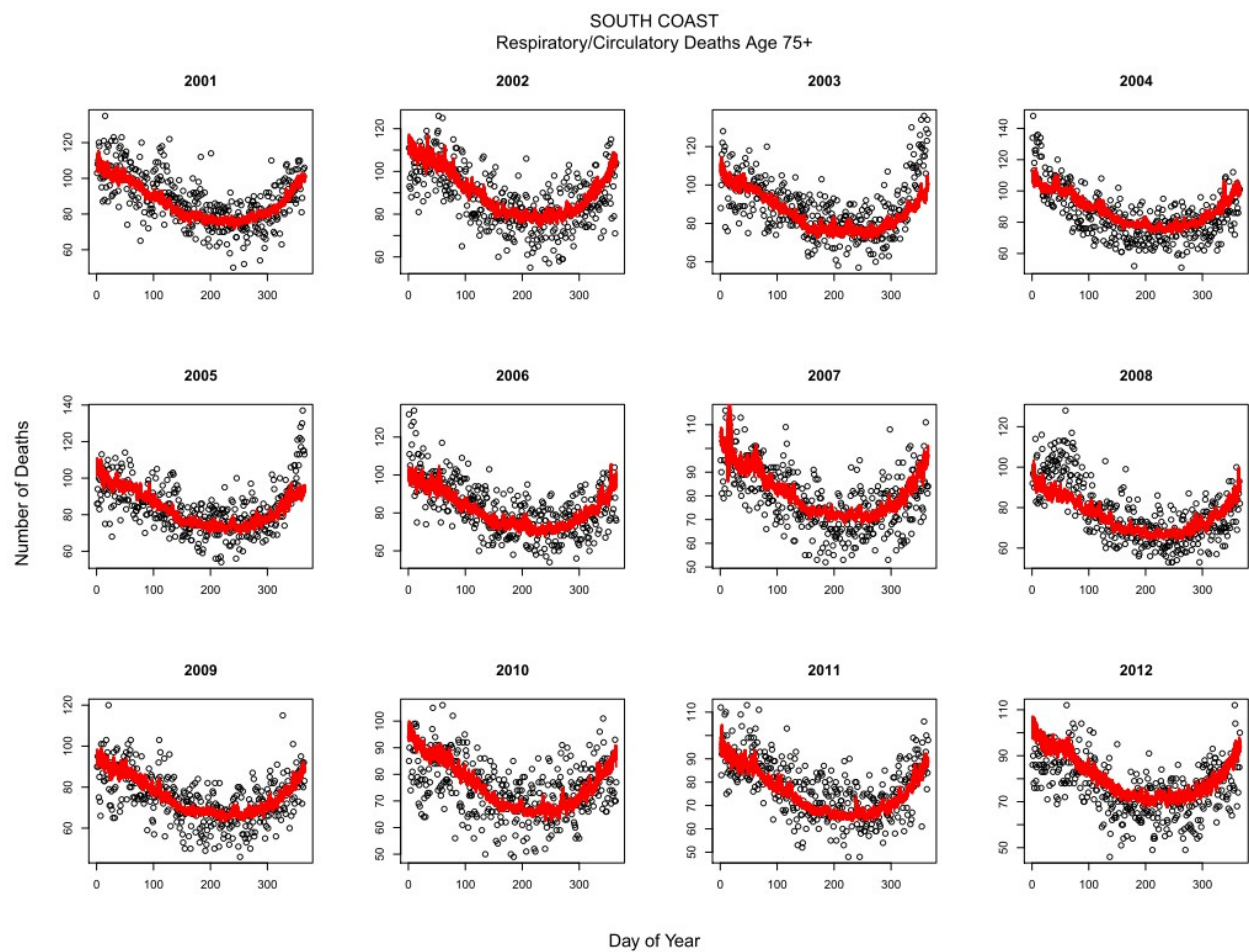 SOUTH COAST
Respiratory/Circulatory Deaths Age 75+
2001 2002 2003 2004
60 80 100 120
60 80 100 120
60 80 100 120
60 80 100 120 140
0 100 200 300 0 100 200 300 0 100 200 300 0 100 200 300
Number of Deaths
2005 2006 2007 2008
60 80 100 120 140
60 80 100 120
50 60 70 80 90 110
60 80 100 120
0 100 200 300 0 100 200 300 0 100 200 300 0 100 200 300
2009 2010 2011 2012
60 80 100 120
50 60 70 80 90 100
50 60 70 80 90 110
50 70 90 110
0 100 200 300 0 100 200 300 0 100 200 300 0 100 200 300
Day of Year